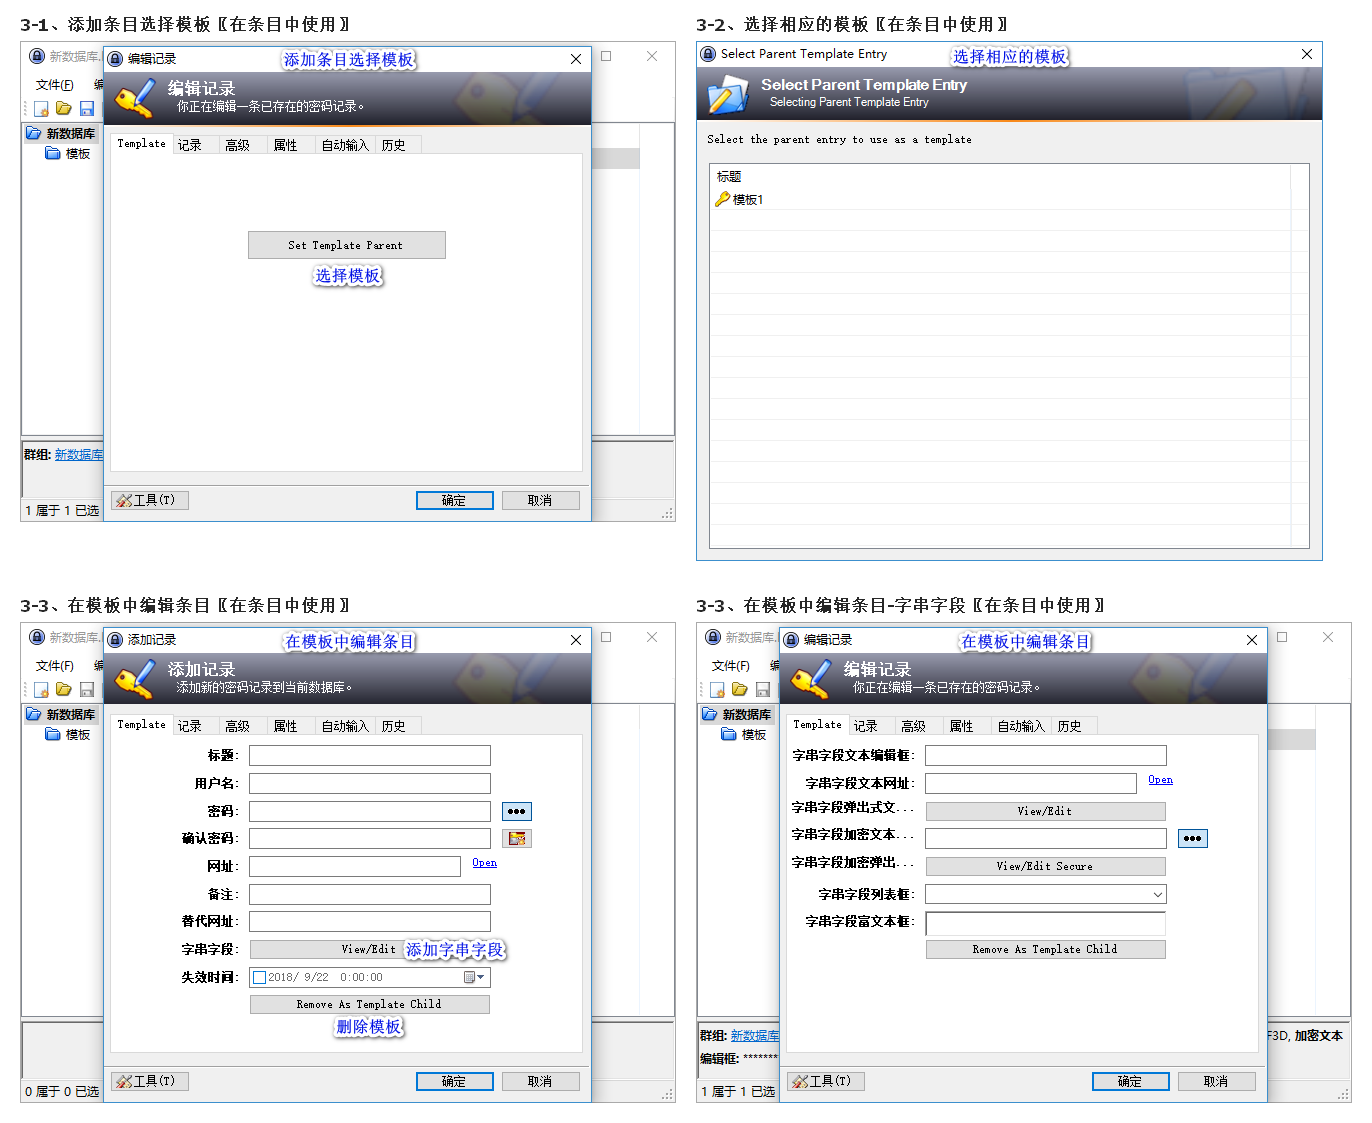 3-1、添加条目选择模板〖在条目中使用〗
新数据库.
编辑记录
添加条目选择模板
文件(F)
编辑记录
你正在编辑一条已存在的密码记录。
新数据库
模板
Template 记录 高级 属性 自动输入 历史
Set Template Parent
选择模板
群组: 新数据库
工具(T) 确定 取消
1 属于 1 已选
3-2、选择相应的模板〖在条目中使用〗
Select Parent Template Entry
选择相应的模板
Select Parent Template Entry
Selecting Parent Template Entry
Select the parent entry to use as a template
标题
模板1
3-3、在模板中编辑条目〖在条目中使用〗
新数据库.
添加记录
在模板中编辑条目
文件(F)
添加记录
添加新的密码记录到当前数据库。
新数据库
模板
Template 记录 高级 属性 自动输入 历史
标题:
用户名:
密码:
确认密码:
网址: Open
备注:
替代网址:
字串字段: View/Edit 添加字串字段
失效时间: 2018/ 9/22 0:00:00
Remove As Template Child
删除模板
工具(T) 确定 取消
0 属于 0 已选
3-3、在模板中编辑条目-字串字段〖在条目中使用〗
新数据库.
编辑记录
在模板中编辑条目
文件(F)
编辑记录
你正在编辑一条已存在的密码记录。
新数据库
模板
Template 记录 高级 属性 自动输入 历史
字串字段文本编辑框:
字串字段文本网址: Open
字串字段弹出式文... View/Edit
字串字段加密文本...
字串字段加密弹出... View/Edit Secure
字串字段列表框:
字串字段富文本框:
Remove As Template Child
群组: 新数据库 F3D, 加密文本
编辑框: *******
工具(T) 确定 取消
1 属于 1 已选